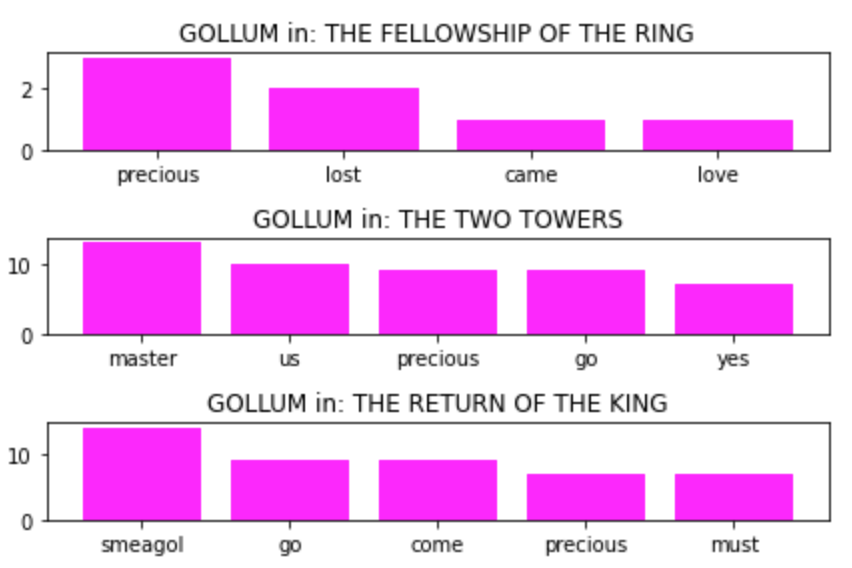 GOLLUM in: THE FELLOWSHIP OF THE RING
2
0
precious lost came love
GOLLUM in: THE TWO TOWERS
10
0
master us precious go yes
GOLLUM in: THE RETURN OF THE KING
10
0
smeagol go come precious must